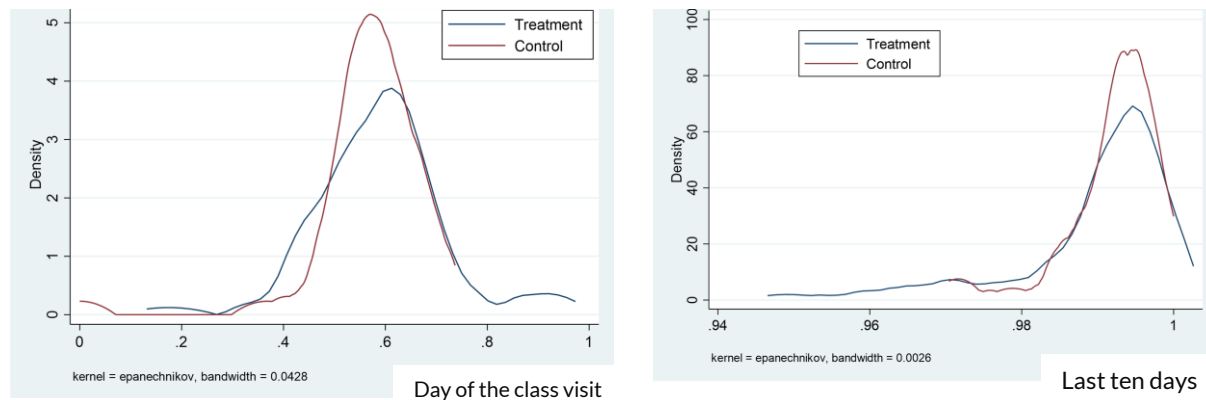 5
4
3
2
1
0
Density
Treatment
Control
0
.2
.4
.6
.8
1
kernel = epanechnikov, bandwidth = 0.0428
Day of the class visit
100
80
60
40
20
0
Density
Treatment
Control
.94
.96
.98
1
kernel = epanechnikov, bandwidth = 0.0026
Last ten days